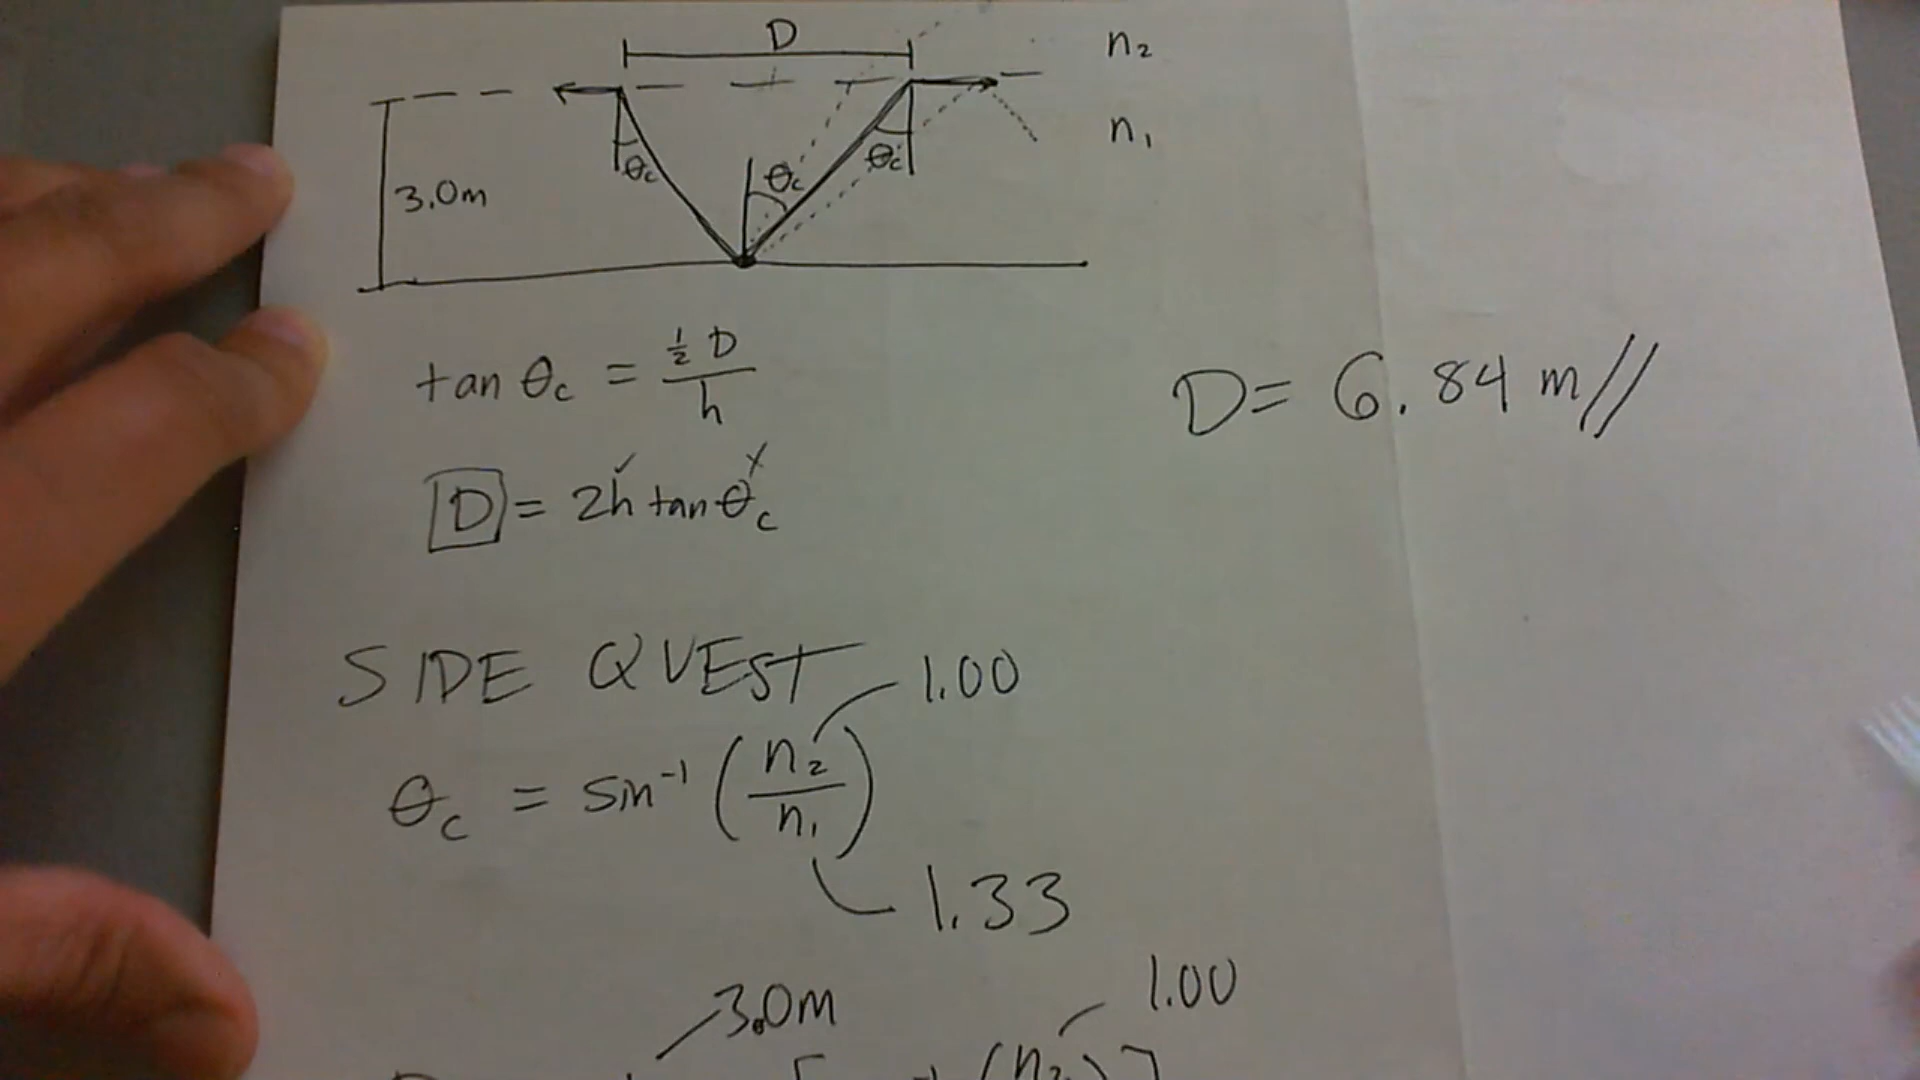 D
n₂
n₁
θc θc θc
3.0m
tan θc = ½ D / h
D = 6.84 m //
D = 2h tan θc
✓ x
SIDE QUEST
1.00
θc = sin⁻¹ (n₂ / n₁)
1.33
3.0m
1.00